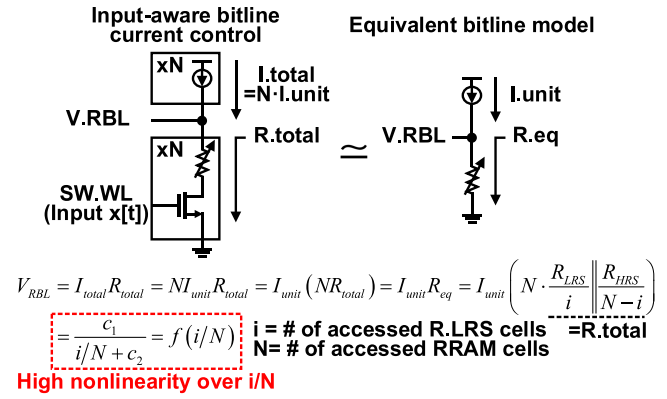 Input-aware bitline current control
Equivalent bitline model
xN
I.total
=N·I.unit
V.RBL
xN
R.total
SW.WL
(Input x[t])
≃
I.unit
V.RBL
R.eq
V_RBL = I_total R_total = NI_unit R_total = I_unit (NR_total) = I_unit R_eq = I_unit (N · R_LRS/i || R_HRS/(N−i))
= c_1/(i/N + c_2) = f(i/N)
i = # of accessed R.LRS cells
=R.total
N= # of accessed RRAM cells
High nonlinearity over i/N